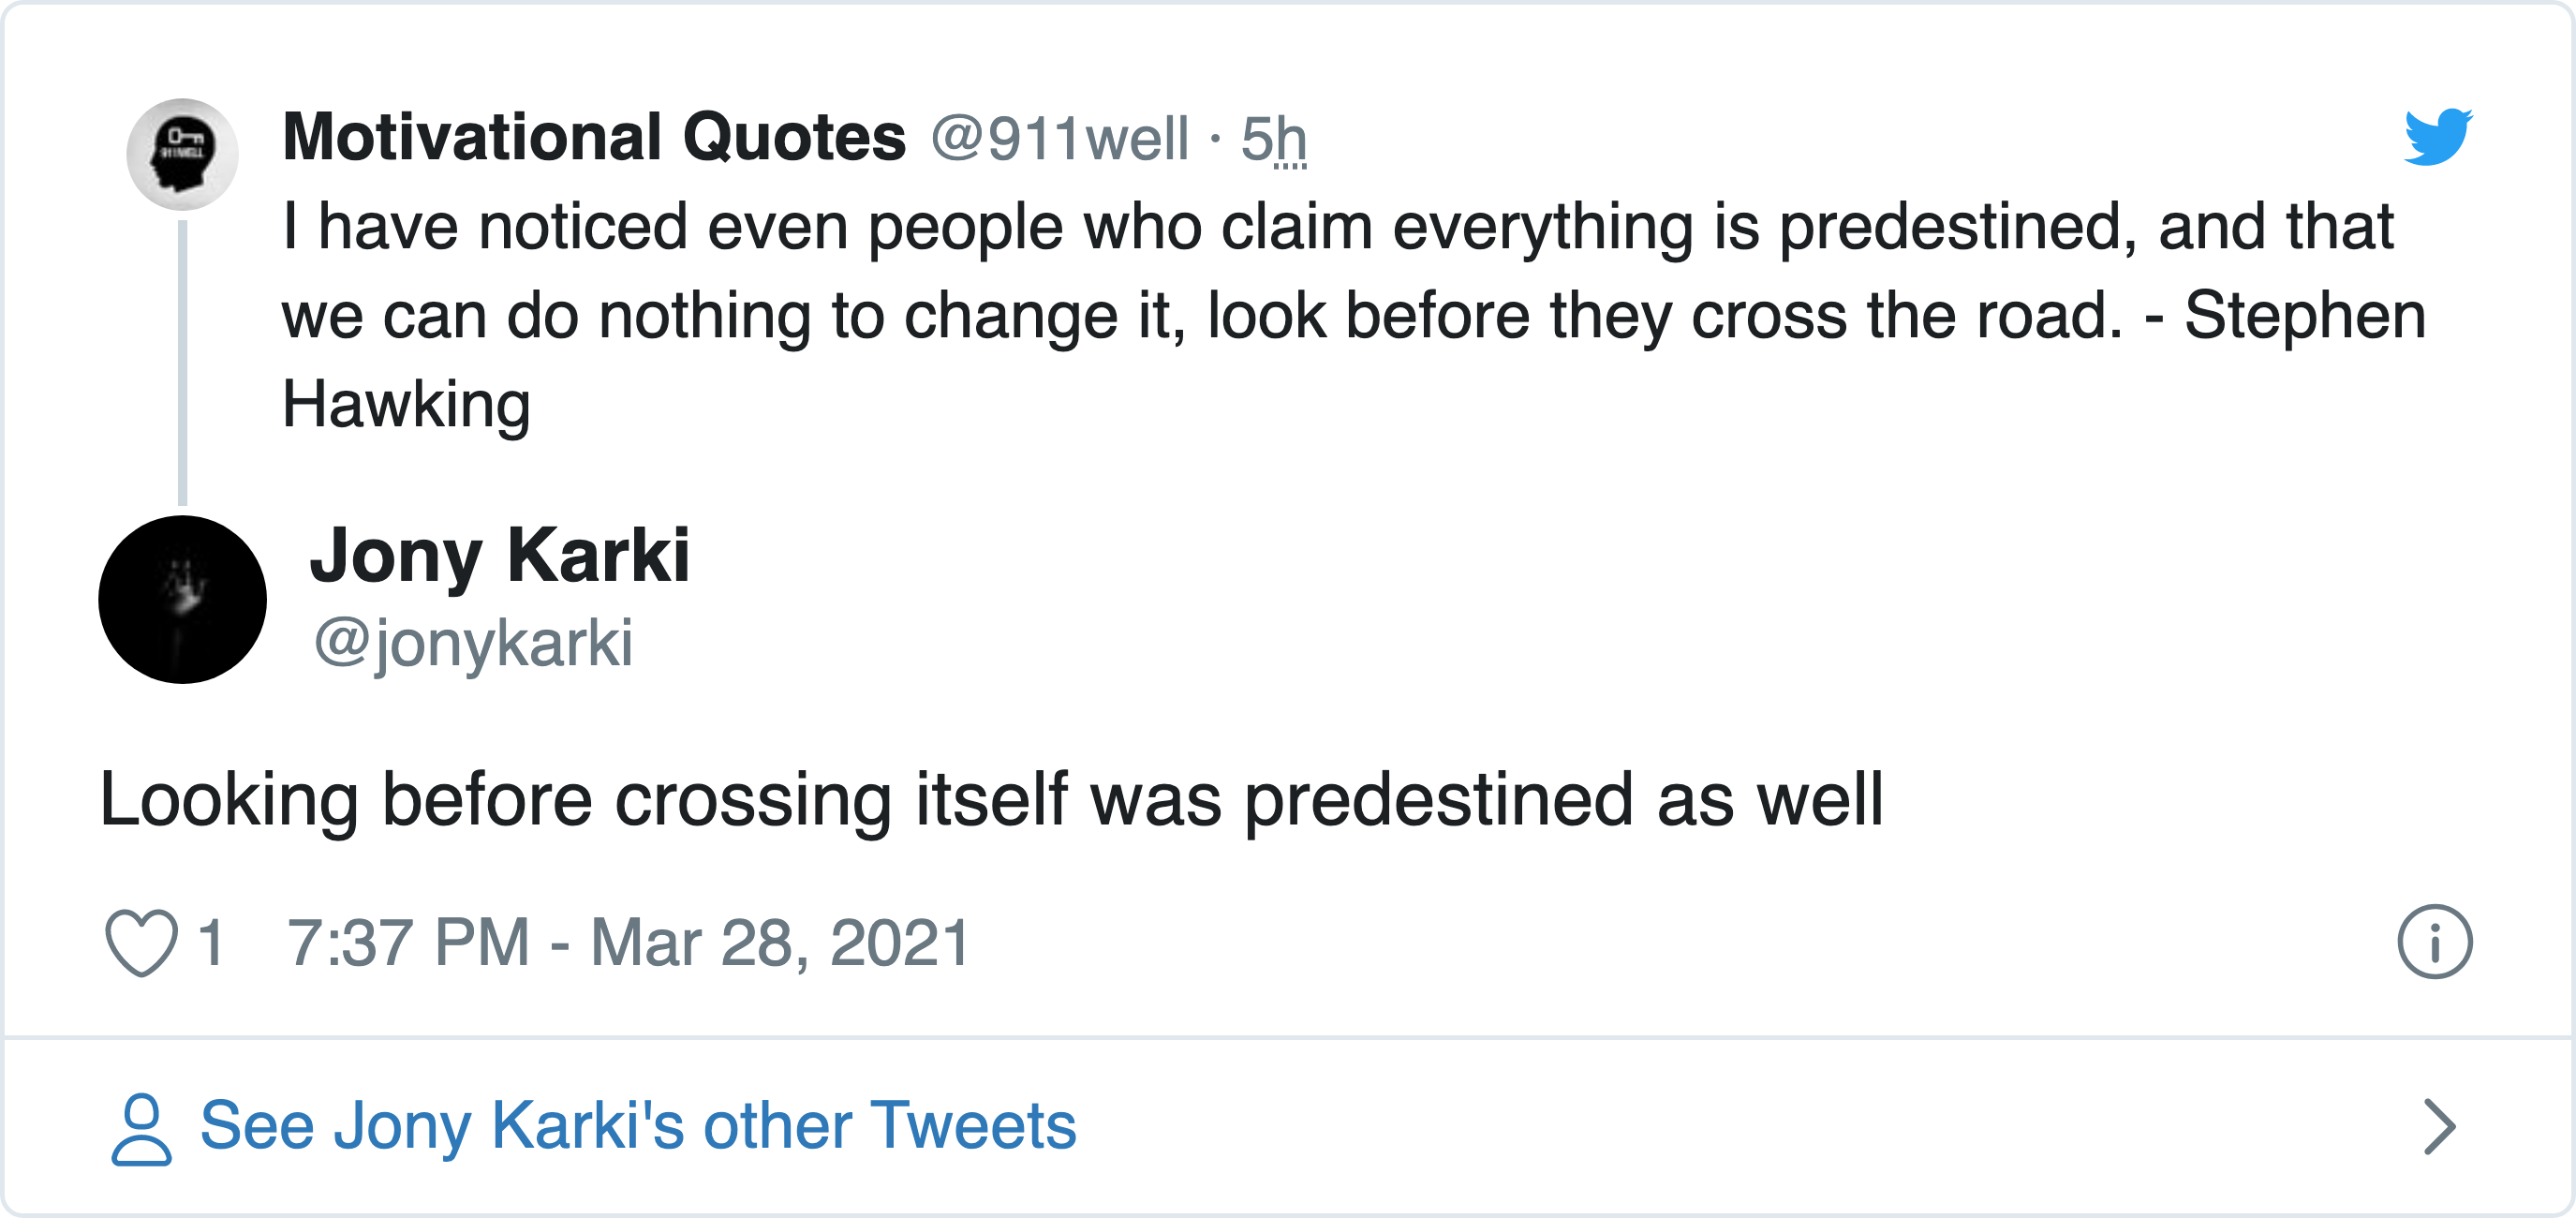 Motivational Quotes @911well · 5h
I have noticed even people who claim everything is predestined, and that
we can do nothing to change it, look before they cross the road. - Stephen
Hawking
911WELL
Jony Karki
@jonykarki
Looking before crossing itself was predestined as well
1 7:37 PM - Mar 28, 2021
See Jony Karki's other Tweets